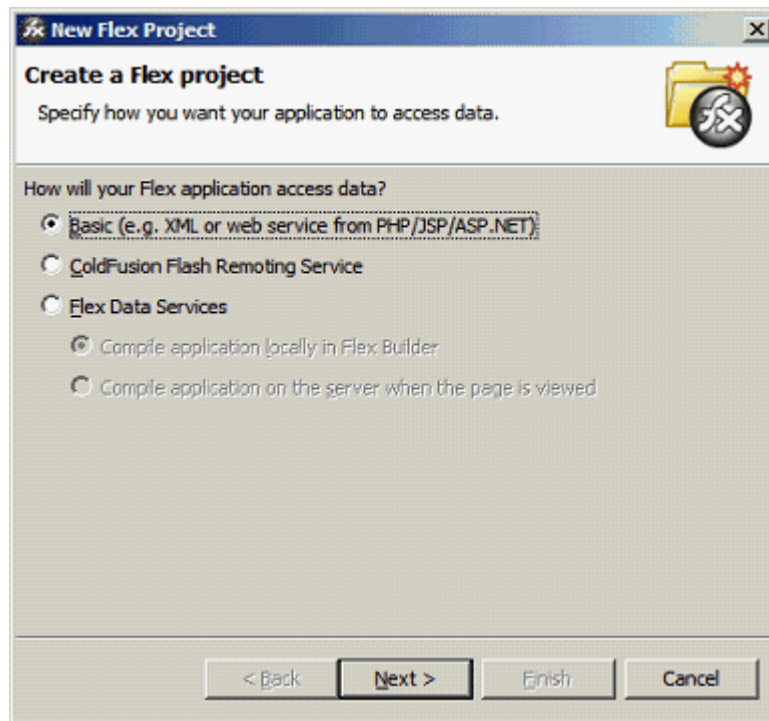 New Flex Project
Create a Flex project
Specify how you want your application to access data.
fx
How will your Flex application access data?
Basic (e.g. XML or web service from PHP/JSP/ASP.NET)
ColdFusion Flash Remoting Service
Flex Data Services
Compile application locally in Flex Builder
Compile application on the server when the page is viewed
< Back Next > Finish Cancel